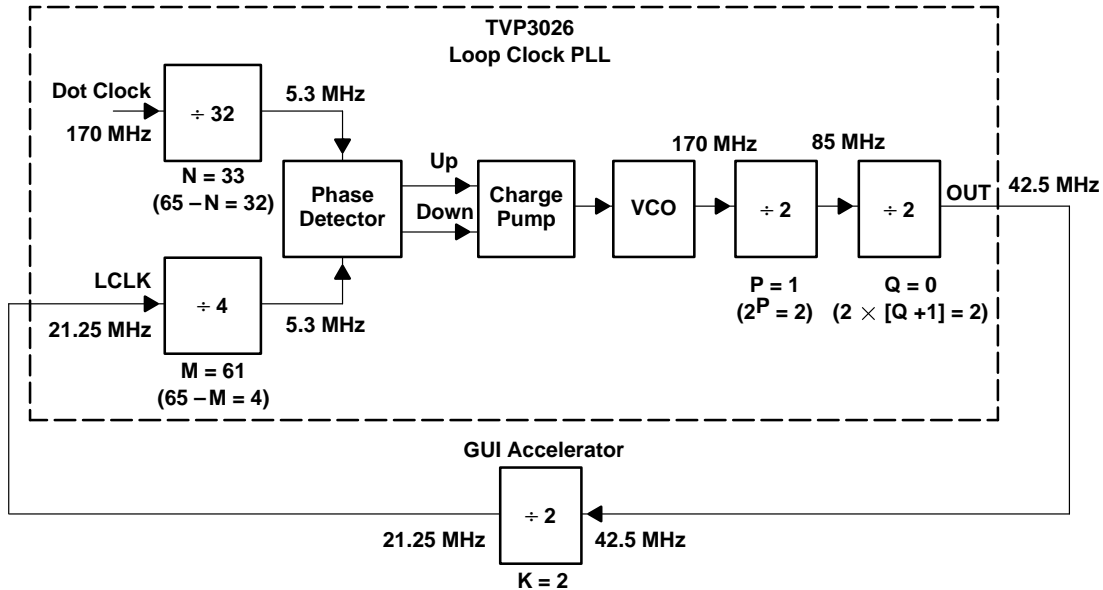 TVP3026
Loop Clock PLL
Dot Clock
170 MHz
÷ 32
5.3 MHz
N = 33
(65 – N = 32)
Phase
Detector
Up
Down
Charge
Pump
VCO
170 MHz
÷ 2
85 MHz
÷ 2
OUT
42.5 MHz
P = 1
(2^P = 2)
Q = 0
(2 × [Q +1] = 2)
LCLK
21.25 MHz
÷ 4
5.3 MHz
M = 61
(65 – M = 4)
GUI Accelerator
÷ 2
21.25 MHz
42.5 MHz
K = 2